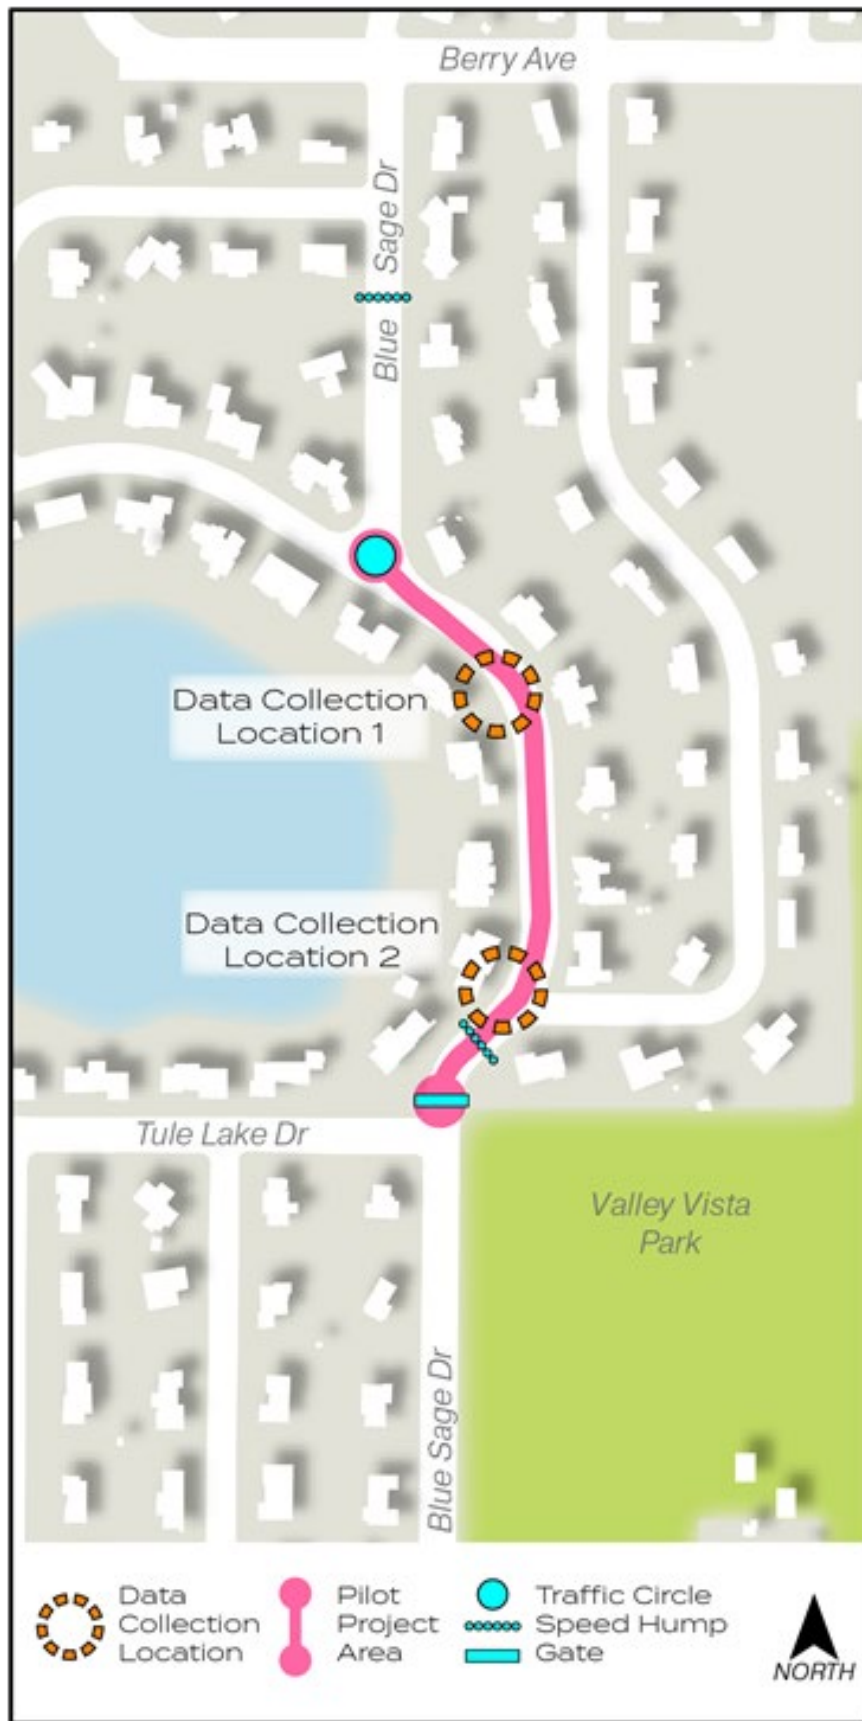 Berry Ave
Blue Sage Dr
Data Collection
Location 1
Data Collection
Location 2
Tule Lake Dr
Valley Vista
Park
Blue Sage Dr
Data
Collection
Location
Pilot
Project
Area
Traffic Circle
Speed Hump
Gate
NORTH